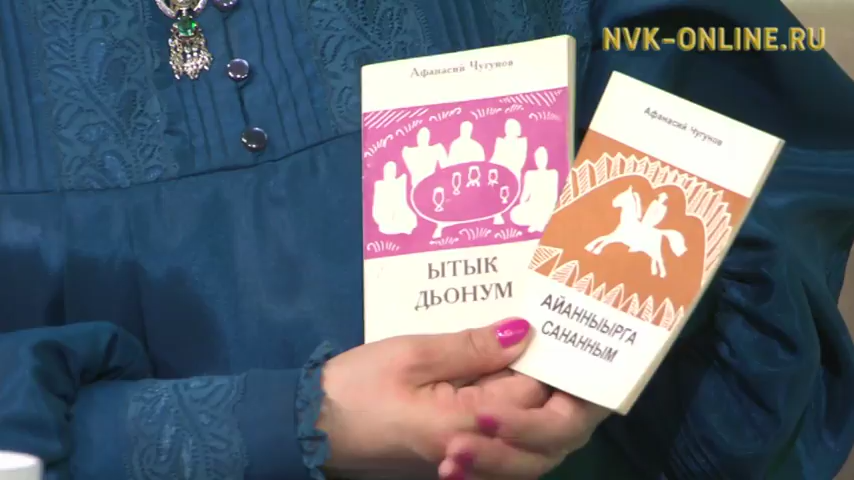 NVK-ONLINE.RU
Афанасий Чугунов
ЫТЫК
ДЬОНУМ
Афанасий Чугунов
АЙАННЫЫРГА
САНАННЫМ